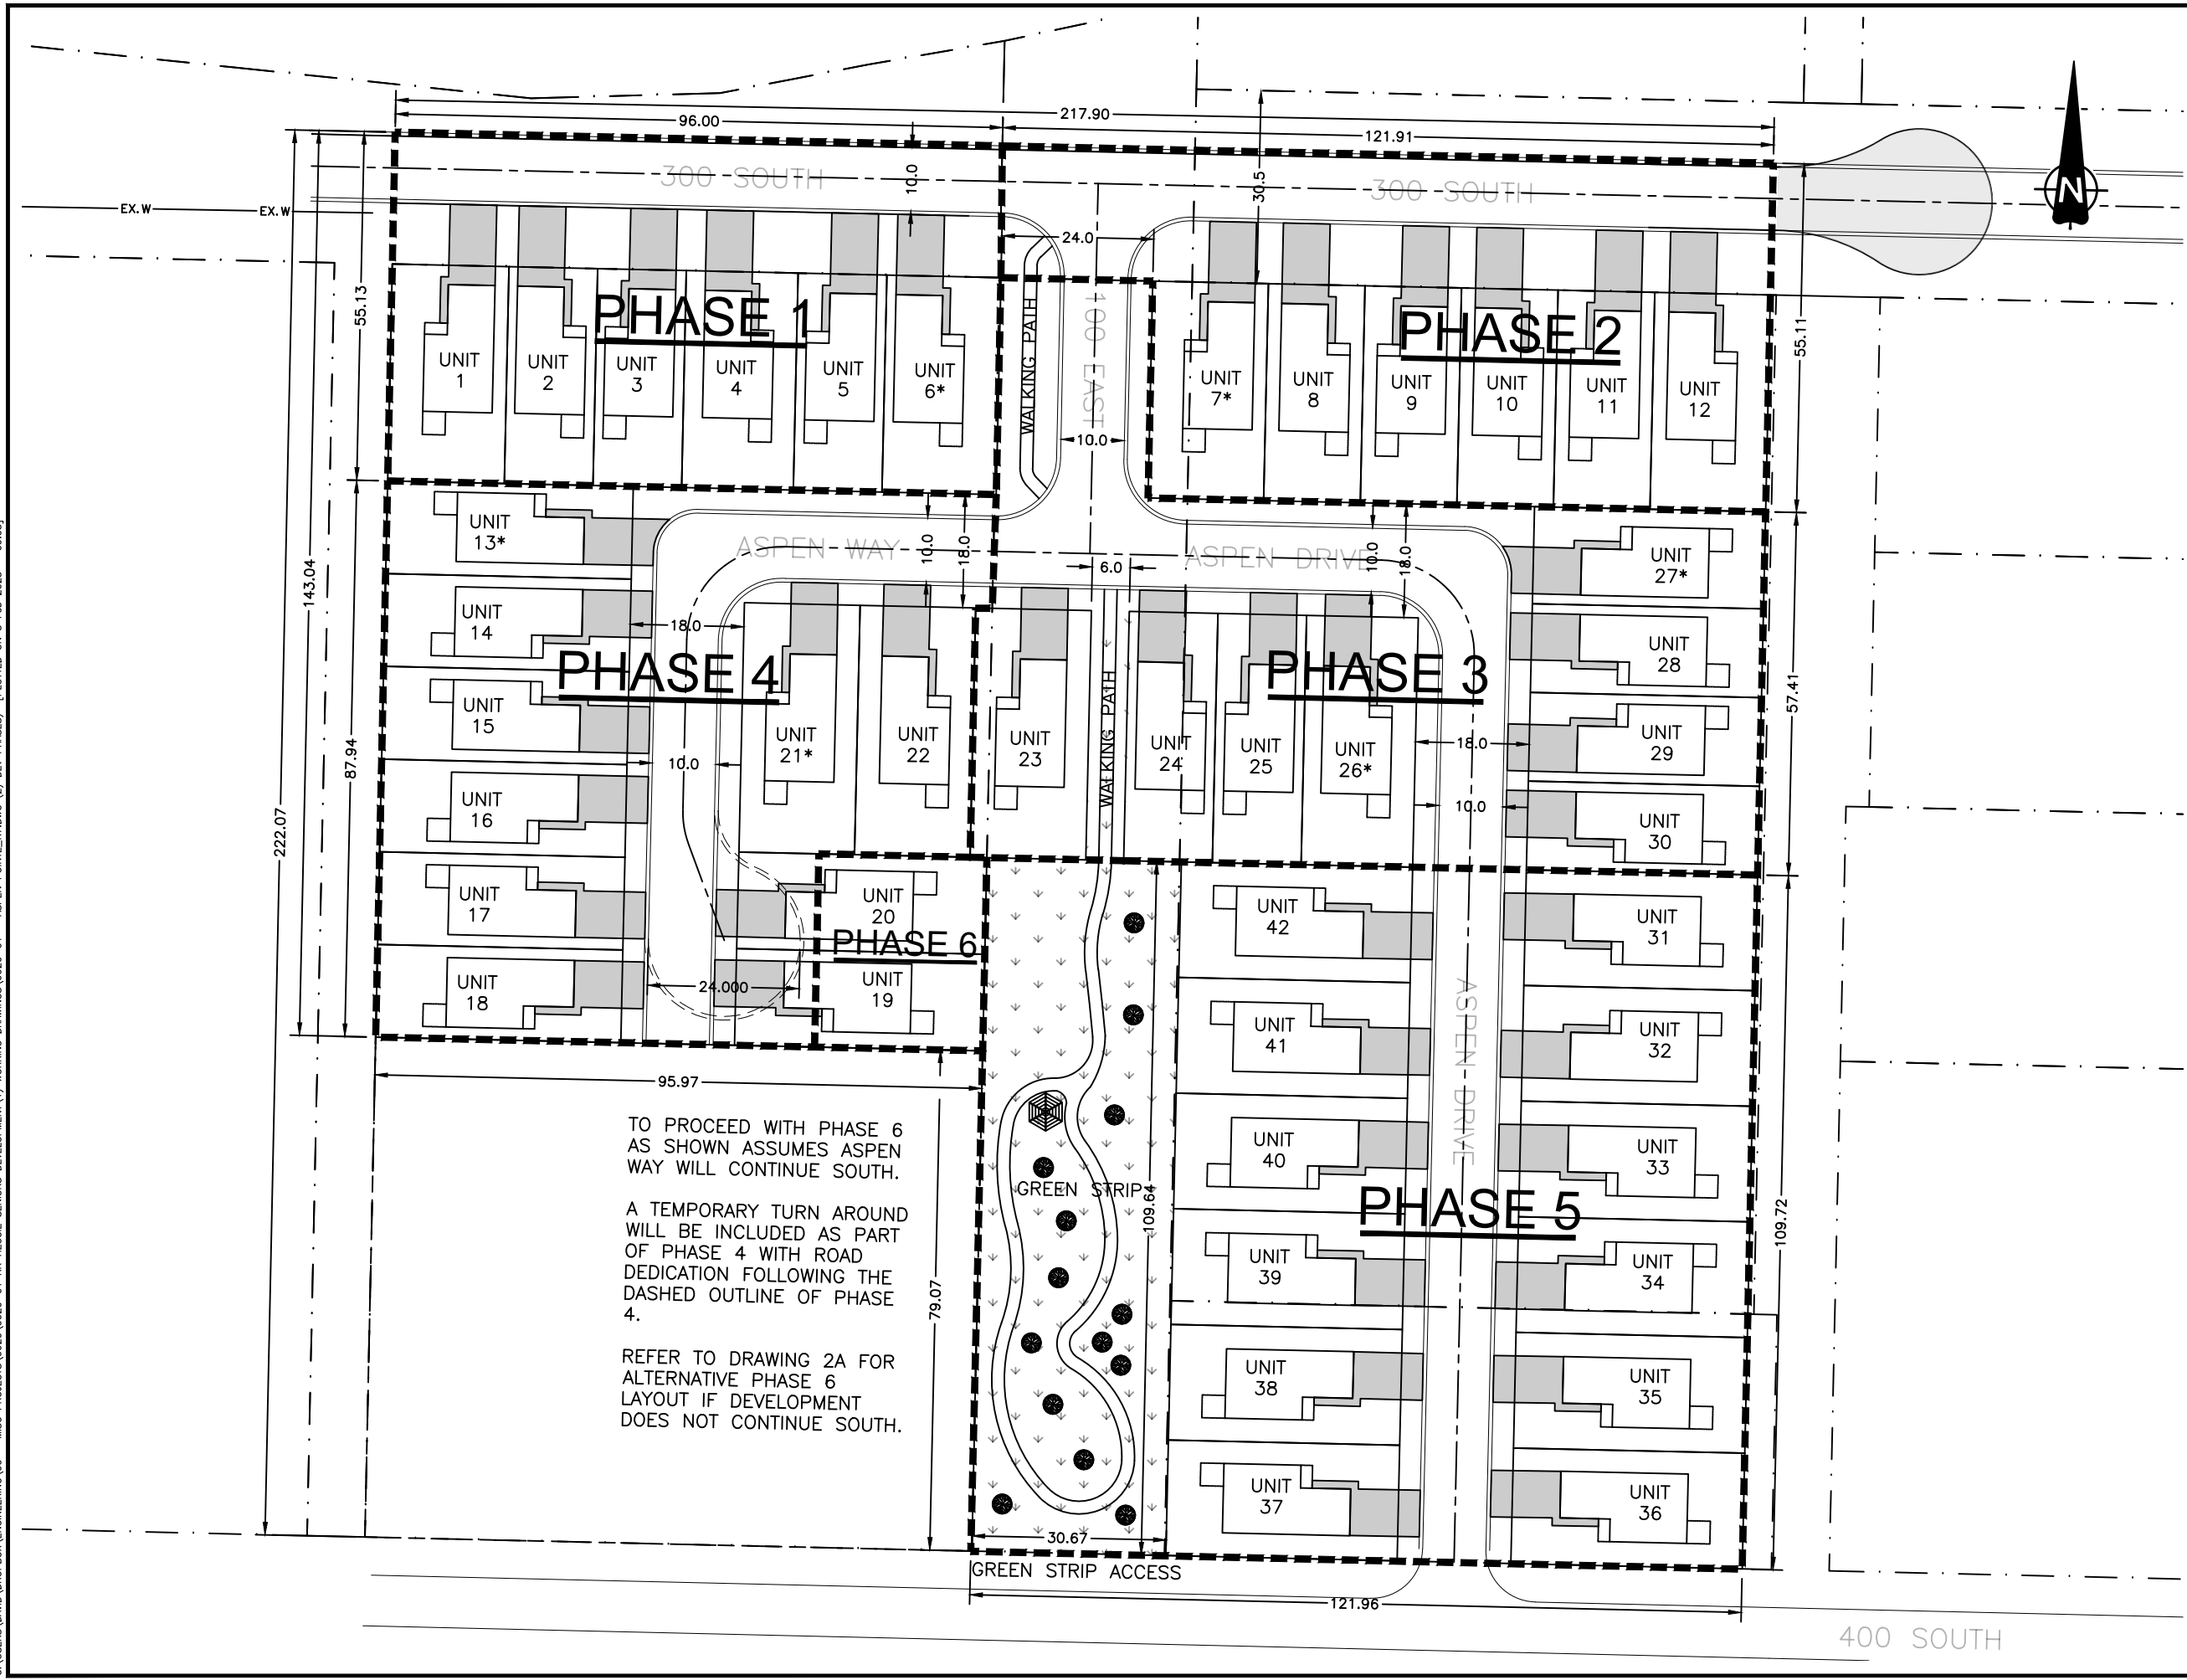 217.90
96.00
121.91
300 SOUTH
300 SOUTH
10.0
30.5
N
EX.W
EX.W
24.0
55.13
PHASE 1
WALKING PATH
100 EAST
PHASE 2
55.11
UNIT
1
UNIT
2
UNIT
3
UNIT
4
UNIT
5
UNIT
6*
UNIT
7*
UNIT
8
UNIT
9
UNIT
10
UNIT
11
UNIT
12
10.0
143.04
222.07
87.94
UNIT
13*
ASPEN WAY
10.0
18.0
6.0
ASPEN DRIVE
10.0
18.0
UNIT
27*
UNIT
14
18.0
PHASE 4
PHASE 3
UNIT
28
57.41
UNIT
15
10.0
UNIT
21*
UNIT
22
UNIT
23
WALKING PATH
UNIT
24
UNIT
25
UNIT
26*
18.0
UNIT
29
UNIT
16
10.0
UNIT
30
UNIT
17
UNIT
20
PHASE 6
UNIT
19
24.000
UNIT
18
UNIT
42
UNIT
31
UNIT
41
ASPEN DRIVE
UNIT
32
95.97
TO PROCEED WITH PHASE 6
AS SHOWN ASSUMES ASPEN
WAY WILL CONTINUE SOUTH.
A TEMPORARY TURN AROUND
WILL BE INCLUDED AS PART
OF PHASE 4 WITH ROAD
DEDICATION FOLLOWING THE
DASHED OUTLINE OF PHASE
4.
REFER TO DRAWING 2A FOR
ALTERNATIVE PHASE 6
LAYOUT IF DEVELOPMENT
DOES NOT CONTINUE SOUTH.
79.07
GREEN STRIP
109.64
UNIT
40
UNIT
33
PHASE 5
109.72
UNIT
39
UNIT
34
UNIT
38
UNIT
35
UNIT
37
UNIT
36
30.67
GREEN STRIP ACCESS
121.96
400 SOUTH